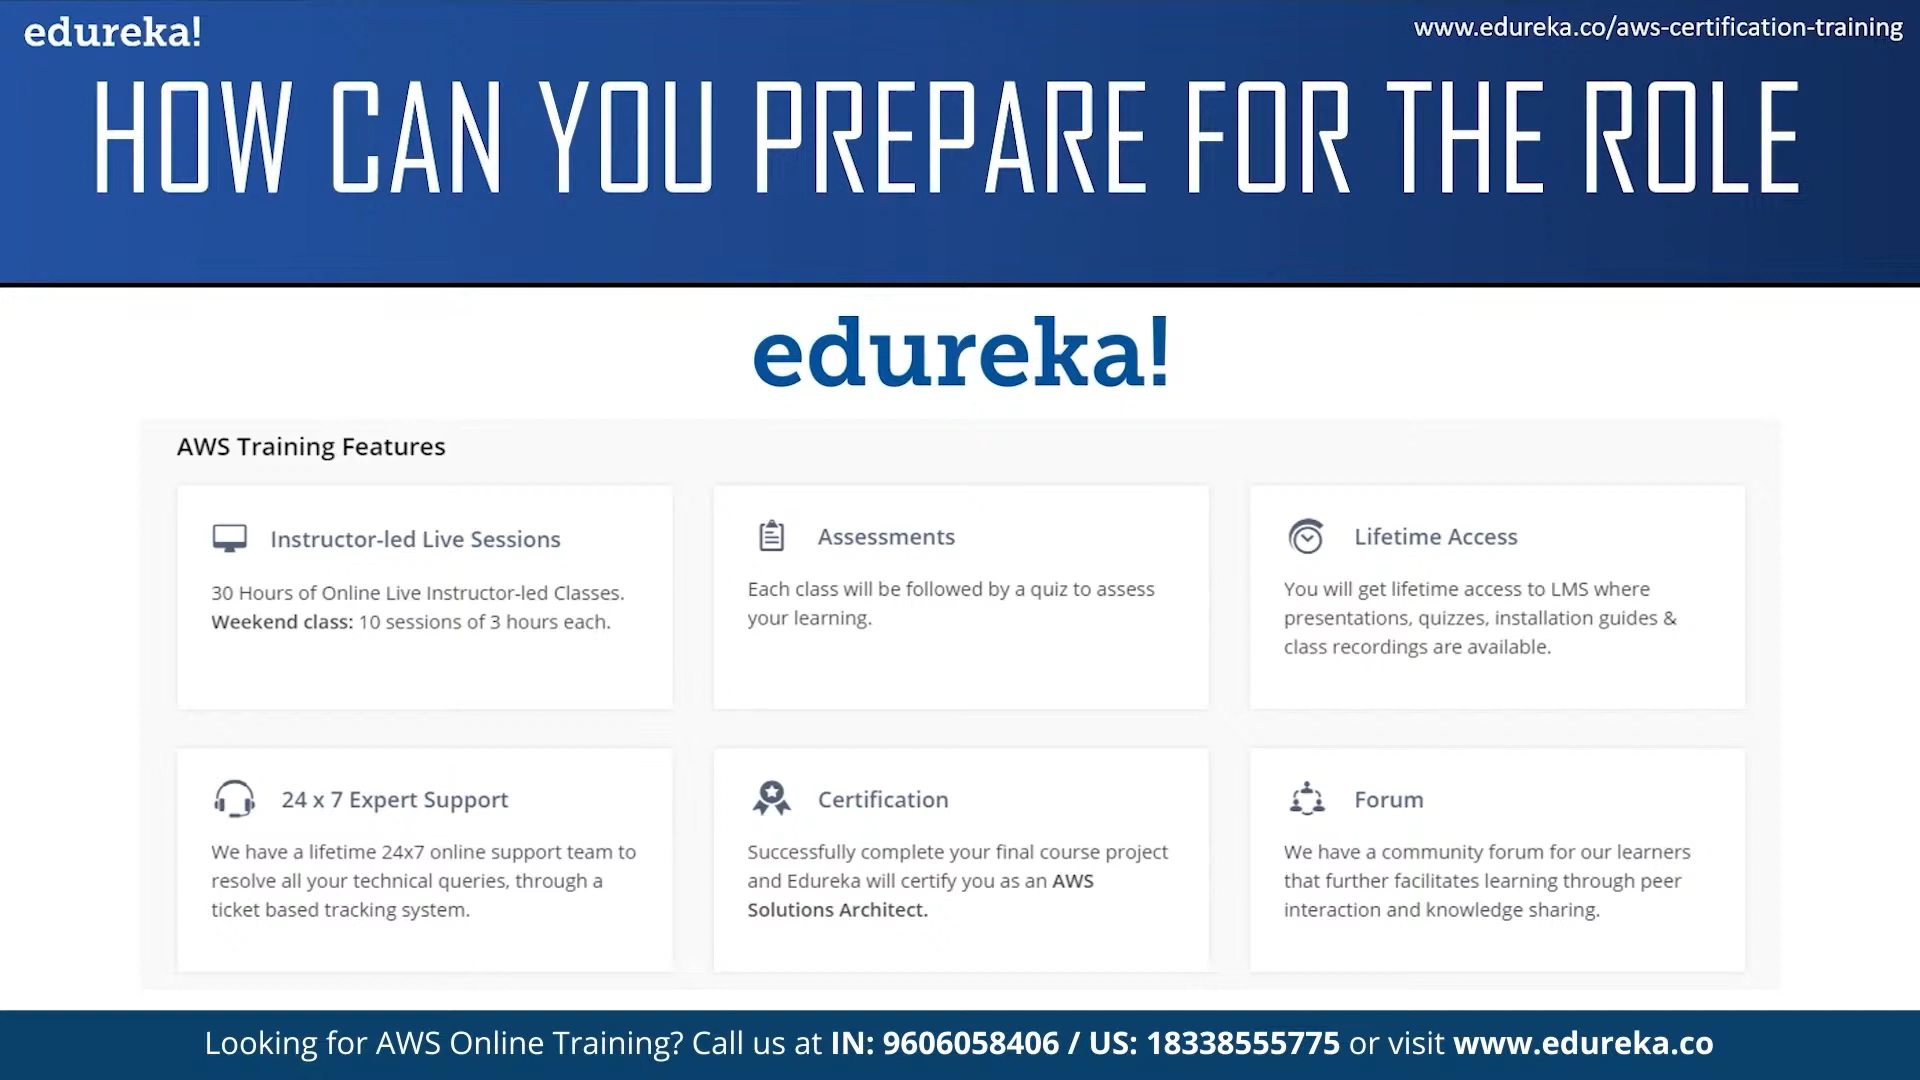 edureka!
www.edureka.co/aws-certification-training
HOW CAN YOU PREPARE FOR THE ROLE
edureka!
AWS Training Features
Instructor-led Live Sessions
30 Hours of Online Live Instructor-led Classes.
Weekend class: 10 sessions of 3 hours each.
Assessments
Each class will be followed by a quiz to assess
your learning.
Lifetime Access
You will get lifetime access to LMS where
presentations, quizzes, installation guides &
class recordings are available.
24 x 7 Expert Support
We have a lifetime 24x7 online support team to
resolve all your technical queries, through a
ticket based tracking system.
Certification
Successfully complete your final course project
and Edureka will certify you as an AWS
Solutions Architect.
Forum
We have a community forum for our learners
that further facilitates learning through peer
interaction and knowledge sharing.
Looking for AWS Online Training? Call us at IN: 9606058406 / US: 18338555775 or visit www.edureka.co